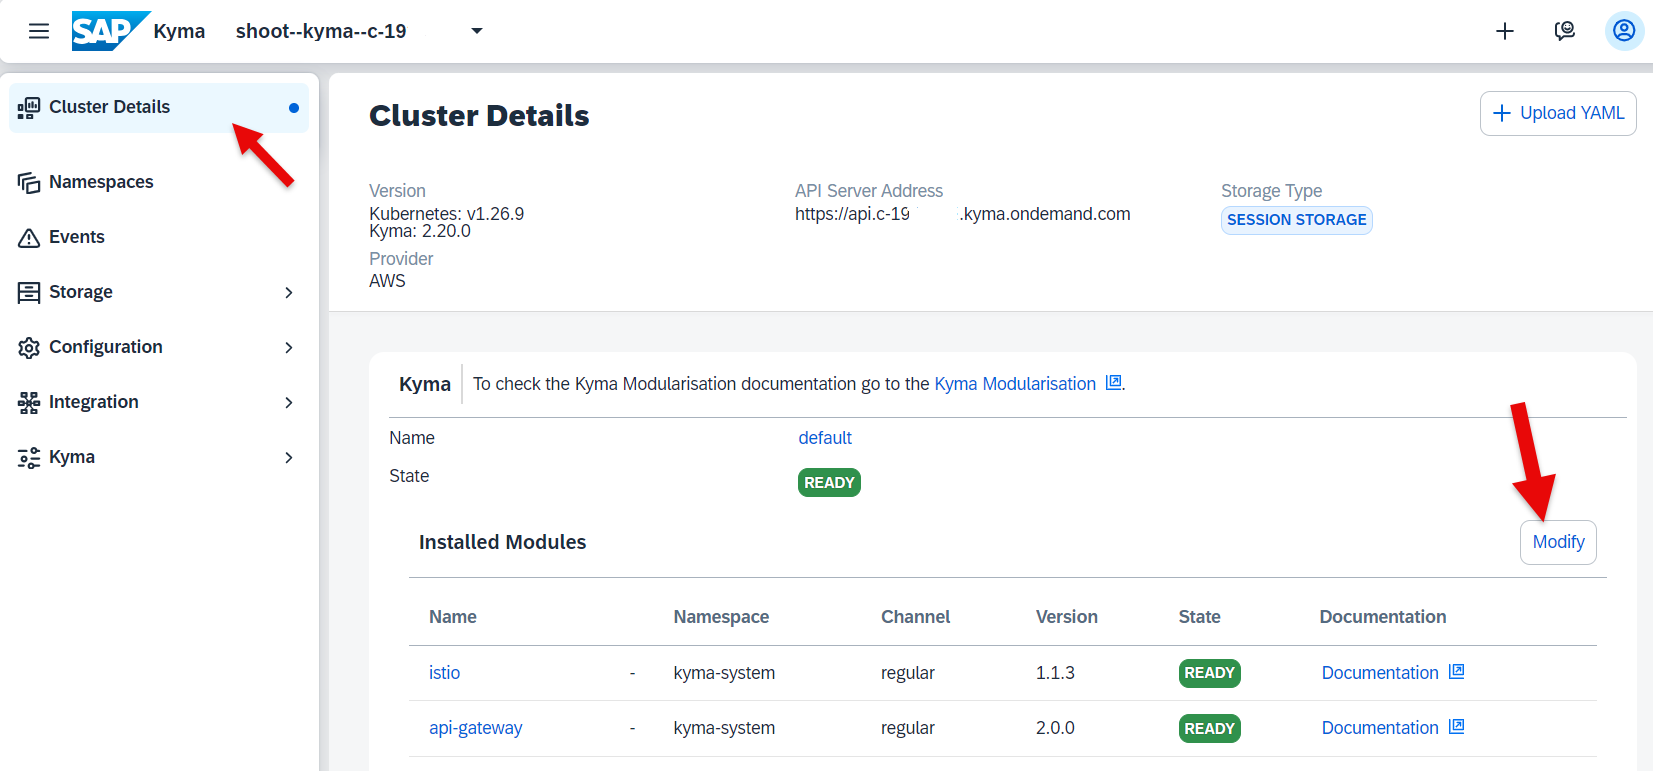 SAP Kyma shoot--kyma--c-19
Cluster Details
Namespaces
Events
Storage
Configuration
Integration
Kyma
Cluster Details
Upload YAML
Version
Kubernetes: v1.26.9
Kyma: 2.20.0
Provider
AWS
API Server Address
https://api.c-19 .kyma.ondemand.com
Storage Type
SESSION STORAGE
Kyma To check the Kyma Modularisation documentation go to the Kyma Modularisation .
Name default
State READY
Installed Modules Modify
Name Namespace Channel Version State Documentation
istio - kyma-system regular 1.1.3 READY Documentation
api-gateway - kyma-system regular 2.0.0 READY Documentation